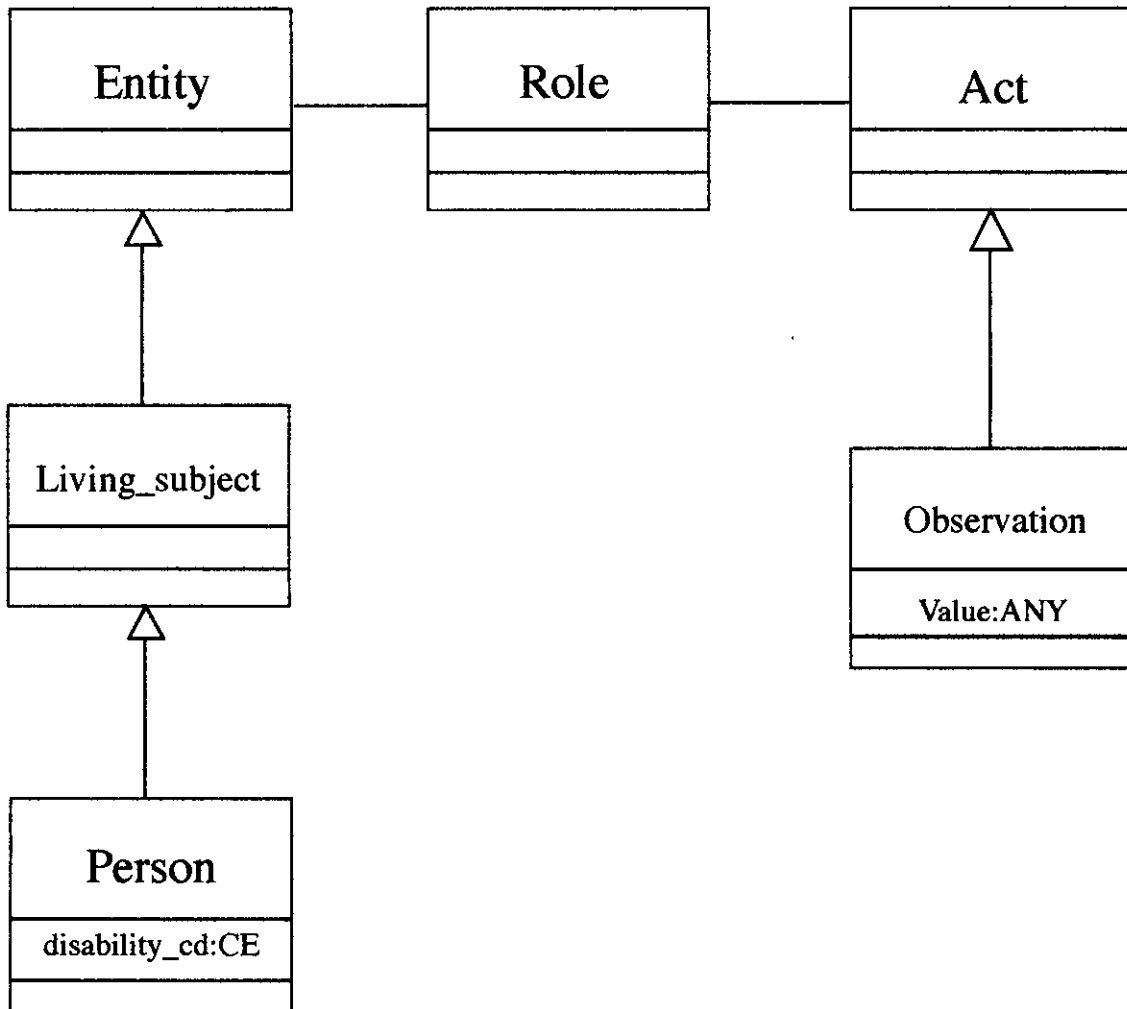 Entity
Role
Act
Living_subject
Observation
Value:ANY
Person
disability_cd:CE